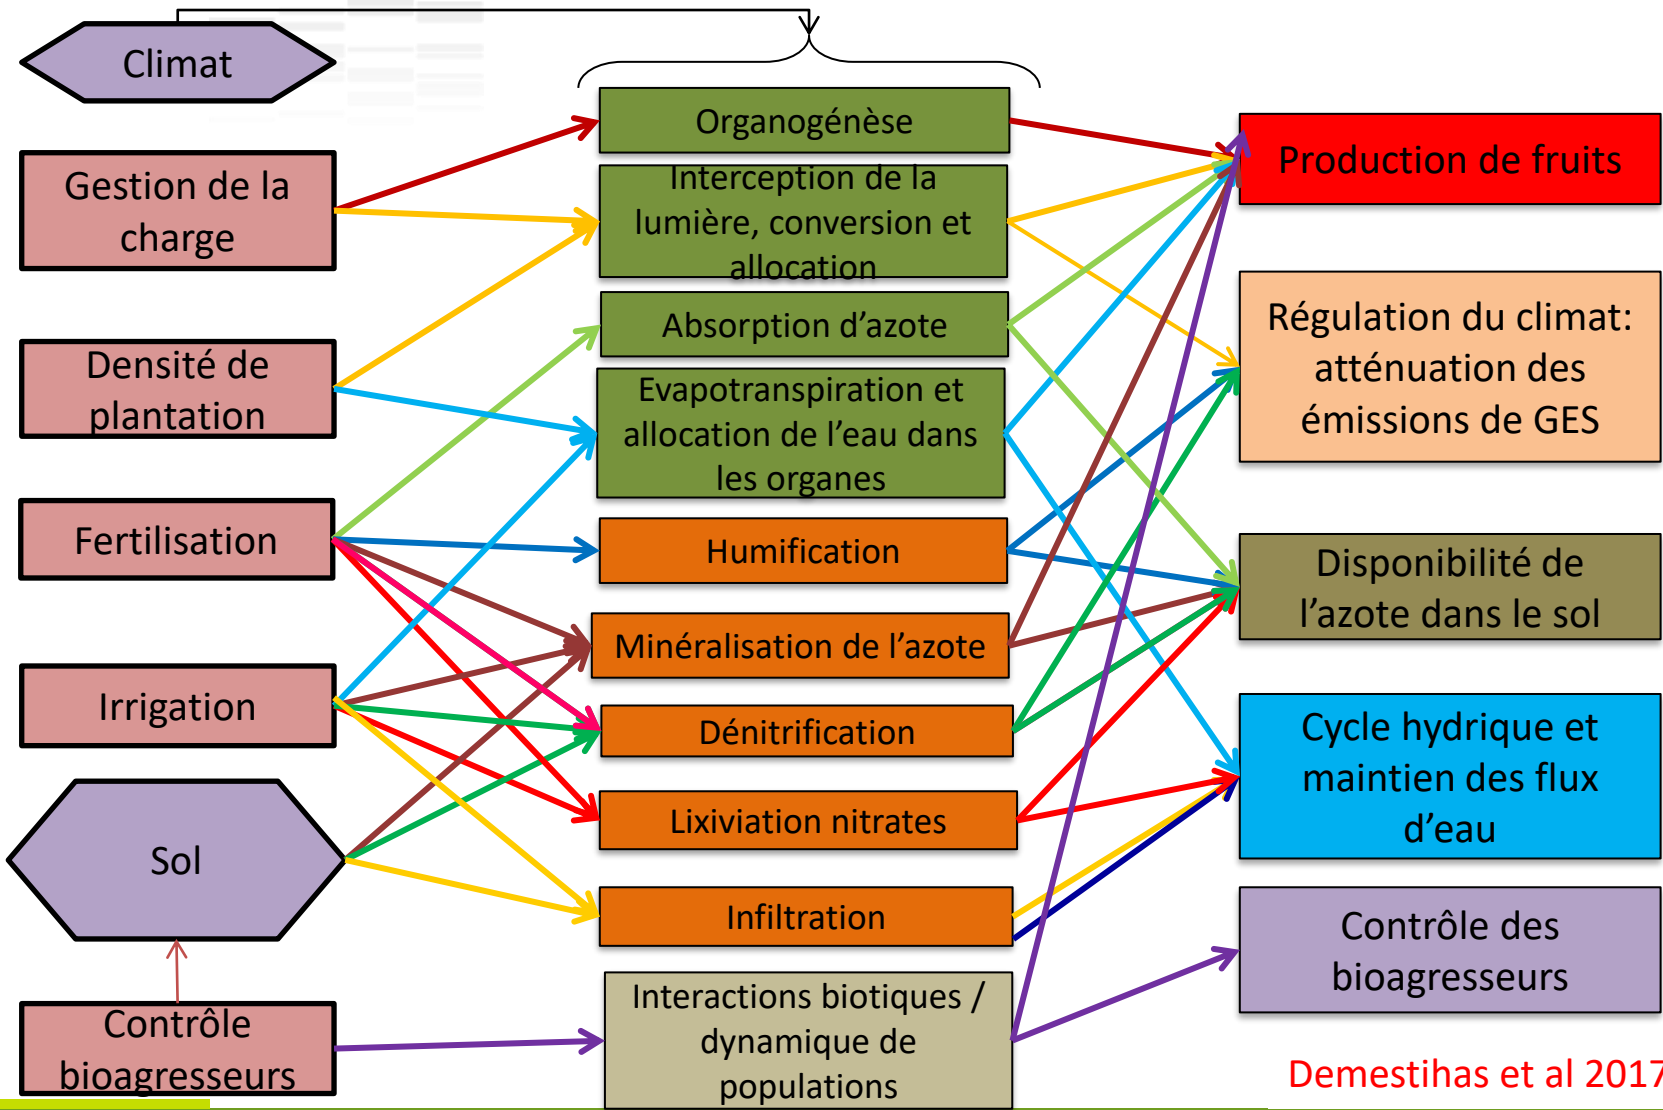 Climat
Gestion de la
charge
Densité de
plantation
Fertilisation
Irrigation
Sol
Contrôle
bioagresseurs
Organogénèse
Interception de la
lumière, conversion et
allocation
Absorption d’azote
Evapotranspiration et
allocation de l’eau dans
les organes
Humification
Minéralisation de l’azote
Dénitrification
Lixiviation nitrates
Infiltration
Interactions biotiques /
dynamique de
populations
Production de fruits
Régulation du climat:
atténuation des
émissions de GES
Disponibilité de
l’azote dans le sol
Cycle hydrique et
maintien des flux
d’eau
Contrôle des
bioagresseurs
Demestihas et al 2017